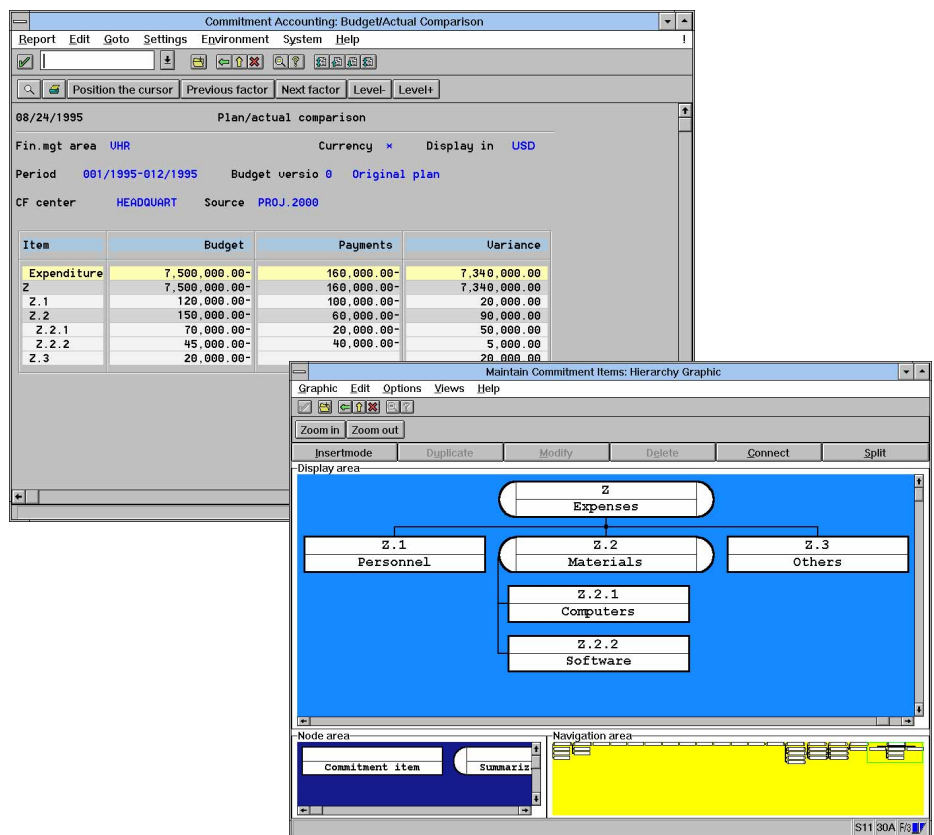 Commitment Accounting: Budget/Actual Comparison
Report Edit Goto Settings Environment System Help !
Position the cursor Previous factor Next factor Level- Level+
08/24/1995 Plan/actual comparison
Fin.mgt area VHR Currency * Display in USD
Period 001/1995-012/1995 Budget versio 0 Original plan
CF center HEADQUART Source PROJ.2000
Item Budget Payments Variance
Expenditure 7,500,000.00- 160,000.00- 7,340,000.00
Z 7,500,000.00- 160,000.00- 7,340,000.00
Z.1 120,000.00- 100,000.00- 20,000.00
Z.2 150,000.00- 60,000.00- 90,000.00
Z.2.1 70,000.00- 20,000.00- 50,000.00
Z.2.2 45,000.00- 40,000.00- 5,000.00
Z.3 20,000.00- 20,000.00
Maintain Commitment Items: Hierarchy Graphic
Graphic Edit Options Views Help
Zoom in Zoom out
Insertmode Duplicate Modify Delete Connect Split
Display area
Z
Expenses
Z.1 Z.2 Z.3
Personnel Materials Others
Z.2.1
Computers
Z.2.2
Software
Node area Navigation area
Commitment item Summariz
S11 30A